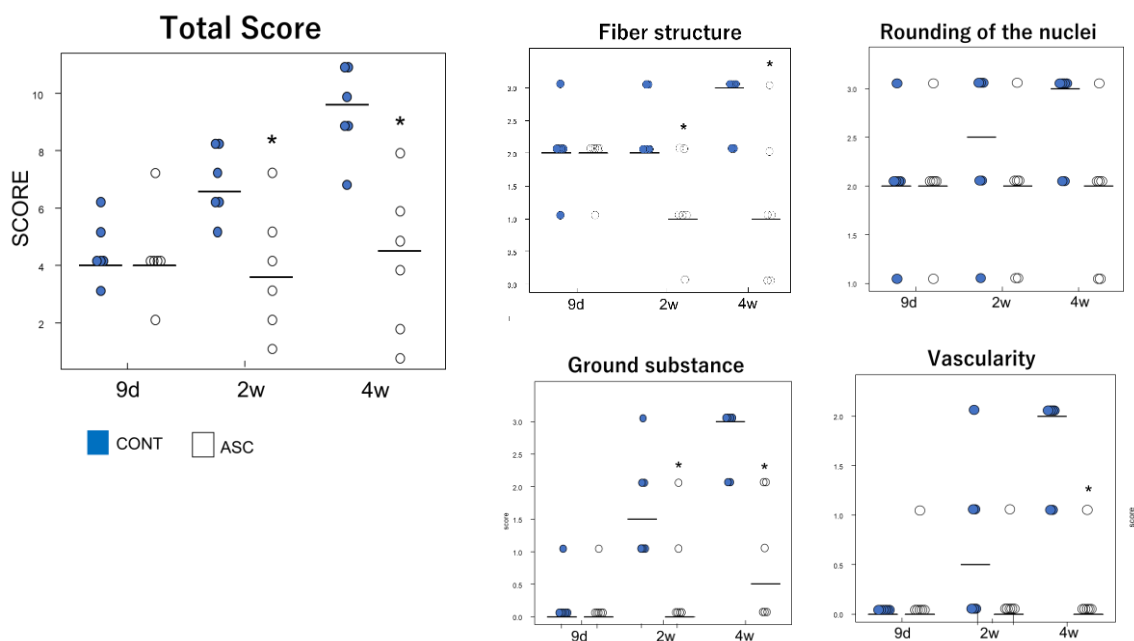 Total Score
10
8
6
4
2
SCORE
*
*
9d 2w 4w
CONT ASC
Fiber structure
3.0
2.5
2.0
1.5
1.0
0.5
0.0
*
*
9d 2w 4w
Rounding of the nuclei
3.0
2.5
2.0
1.5
1.0
9d 2w 4w
Ground substance
3.0
2.5
2.0
1.5
1.0
0.5
0.0
score
*
*
9d 2w 4w
Vascularity
2.0
1.5
1.0
0.5
0.0
*
score
9d 2w 4w